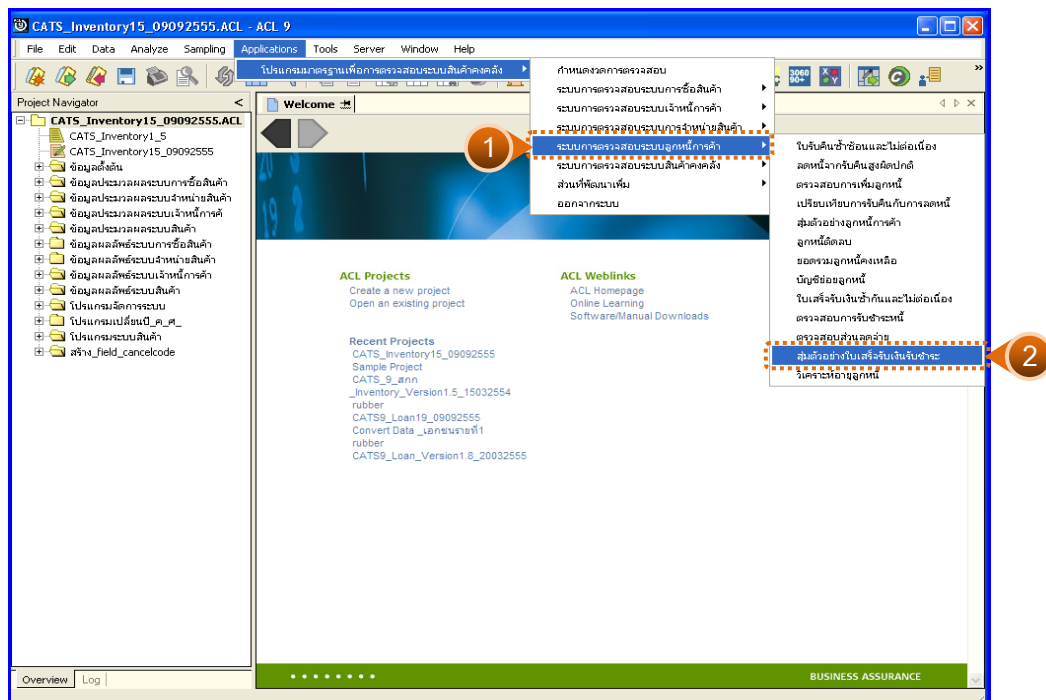 CATS_Inventory15_09092555.ACL - ACL 9
File Edit Data Analyze Sampling Applications Tools Server Window Help
โปรแกรมมาตรฐานเพื่อการตรวจสอบระบบสินค้าคงคลัง
กำหนดงวดการตรวจสอบ
ระบบการตรวจสอบระบบการซื้อสินค้า
ระบบการตรวจสอบระบบเจ้าหนี้การค้า
ระบบการตรวจสอบระบบการจำหน่ายสินค้า
ระบบการตรวจสอบระบบลูกหนี้การค้า
ระบบการตรวจสอบระบบสินค้าคงคลัง
ส่วนที่พัฒนาเพิ่ม
ออกจากระบบ
1
ใบรับคืนซ้ำซ้อนและไม่ต่อเนื่อง
ลดหนี้จากรับคืนสูงผิดปกติ
ตรวจสอบการเพิ่มลูกหนี้
เปรียบเทียบการรับคืนกับการลดหนี้
สุ่มตัวอย่างลูกหนี้การค้า
ลูกหนี้ติดลบ
ยอดรวมลูกหนี้คงเหลือ
บัญชีย่อยลูกหนี้
ใบเสร็จรับเงินซ้ำกันและไม่ต่อเนื่อง
ตรวจสอบการรับชำระหนี้
ตรวจสอบส่วนลดจ่าย
สุ่มตัวอย่างใบเสร็จรับเงินรับชำระ
วิเคราะห์อายุลูกหนี้
2
Project Navigator <
Welcome
CATS_Inventory15_09092555.ACL
CATS_Inventory1_5
CATS_Inventory15_09092555
ข้อมูลตั้งต้น
ข้อมูลประมวลผลระบบการซื้อสินค้า
ข้อมูลประมวลผลระบบจำหน่ายสินค้า
ข้อมูลประมวลผลระบบเจ้าหนี้การค้
ข้อมูลประมวลผลระบบสินค้า
ข้อมูลผลลัพธ์ระบบการซื้อสินค้า
ข้อมูลผลลัพธ์ระบบจำหน่ายสินค้า
ข้อมูลผลลัพธ์ระบบเจ้าหนี้การค้า
ข้อมูลผลลัพธ์ระบบสินค้า
โปรแกรมจัดการระบบ
โปรแกรมเปลี่ยนปี_ค_ศ_
โปรแกรมระบบสินค้า
สร้าง_field_cancelcode
ACL Projects
Create a new project
Open an existing project
Recent Projects
CATS_Inventory15_09092555
Sample Project
CATS_9_สกก
_Inventory_Version1.5_15032554
rubber
CATS9_Loan19_09092555
Convert Data _เอกชนรายที่1
rubber
CATS9_Loan_Version1.8_20032555
ACL Weblinks
ACL Homepage
Online Learning
Software/Manual Downloads
Overview Log
BUSINESS ASSURANCE